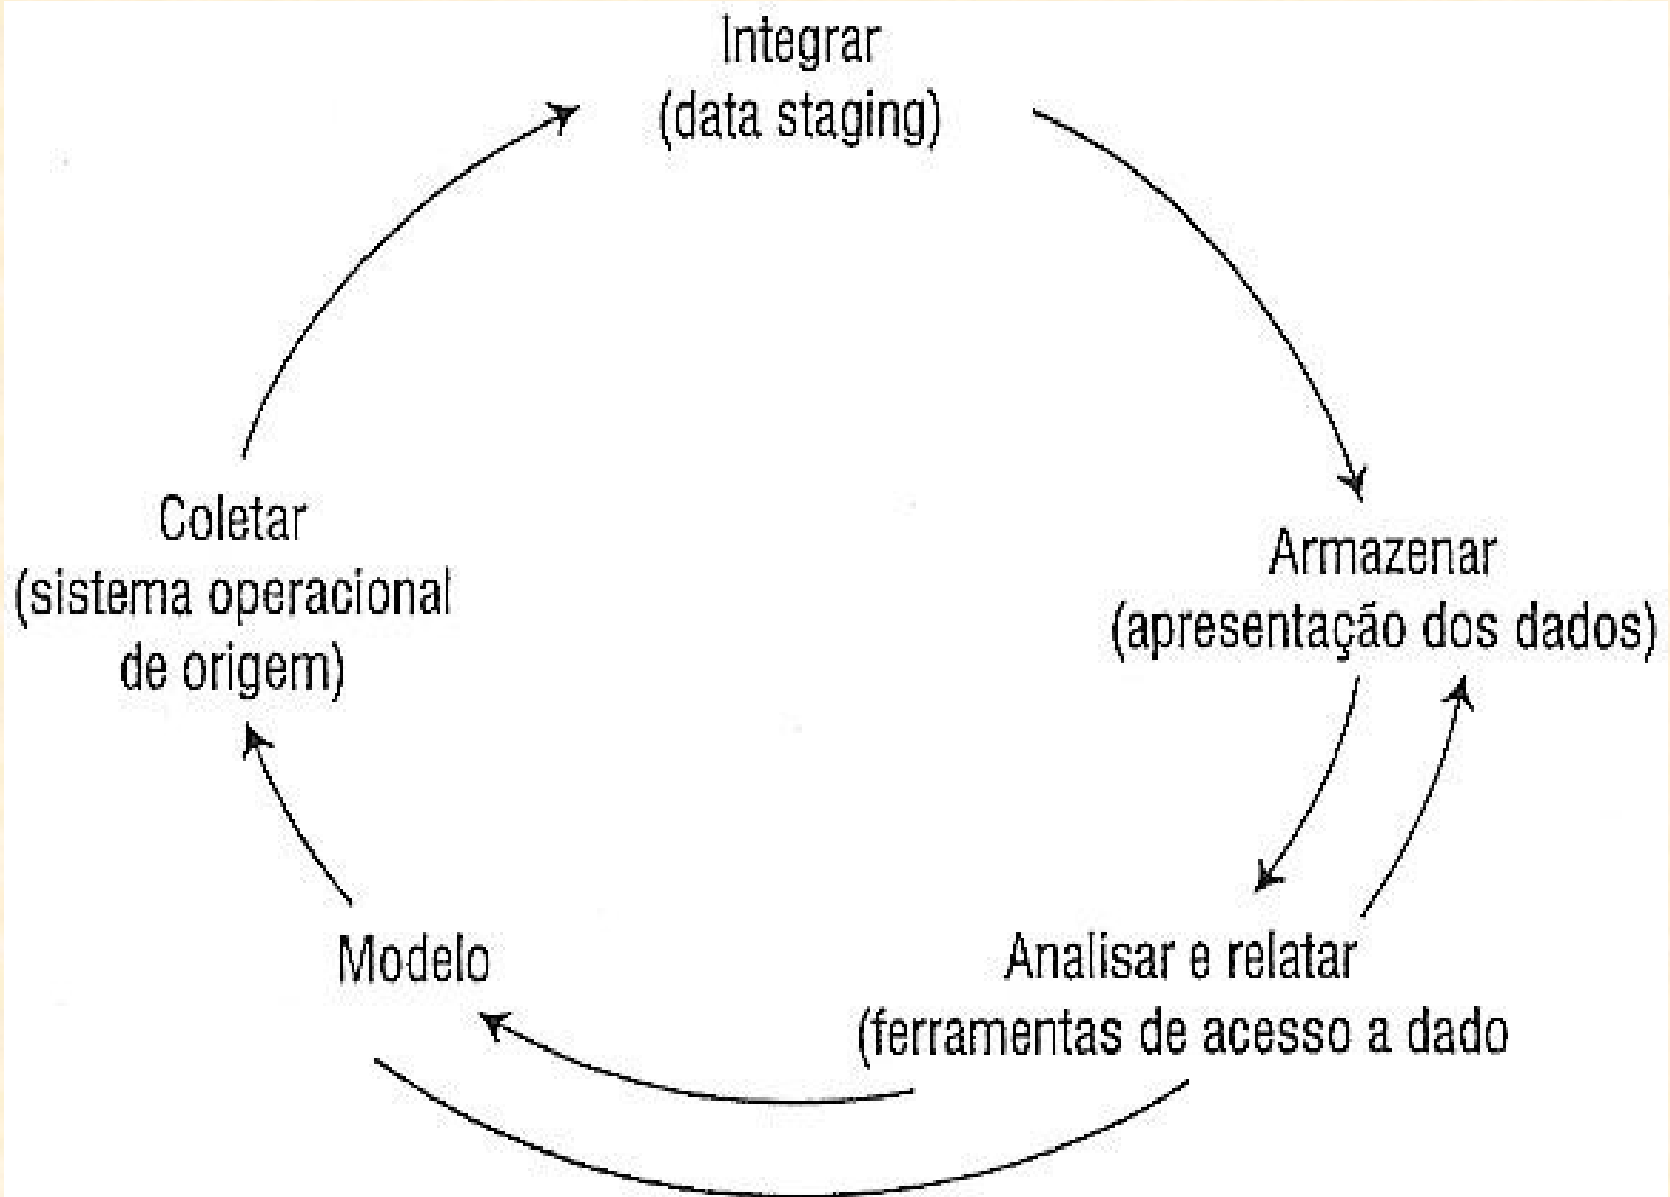 Integrar
(data staging)
Coletar
(sistema operacional
de origem)
Armazenar
(apresentação dos dados)
Modelo
Analisar e relatar
(ferramentas de acesso a dado